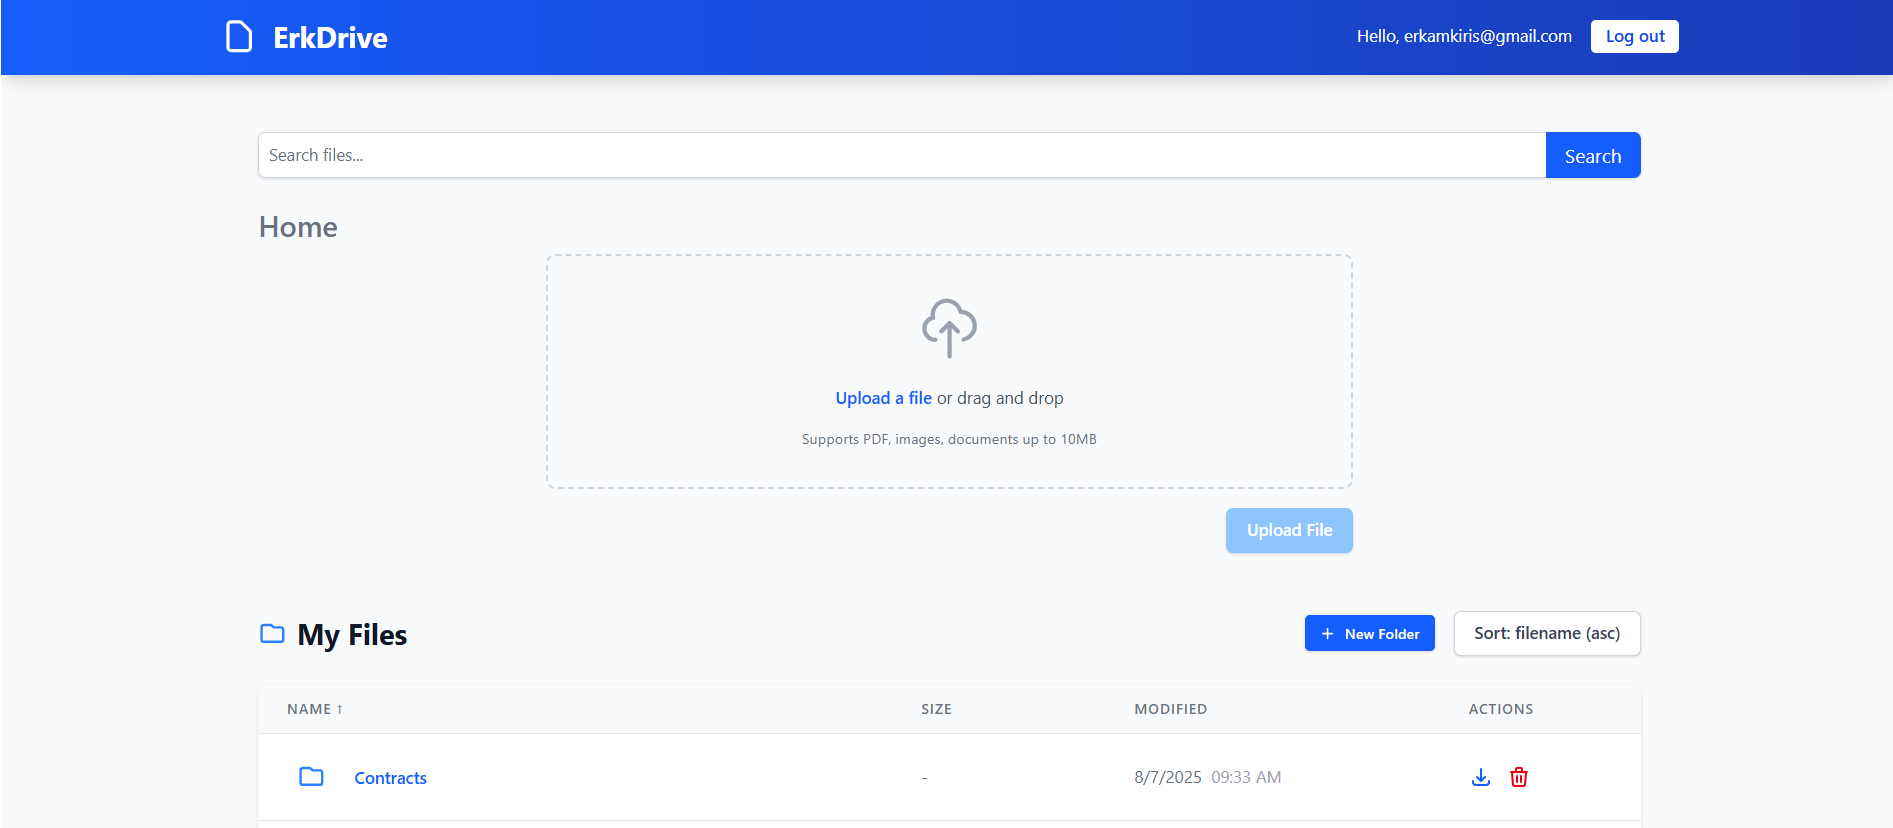 ErkDrive
Hello, erkamkiris@gmail.com
Log out
Search files...
Search
Home
Upload a file or drag and drop
Supports PDF, images, documents up to 10MB
Upload File
My Files
+ New Folder
Sort: filename (asc)
NAME ↑ SIZE MODIFIED ACTIONS
Contracts - 8/7/2025 09:33 AM